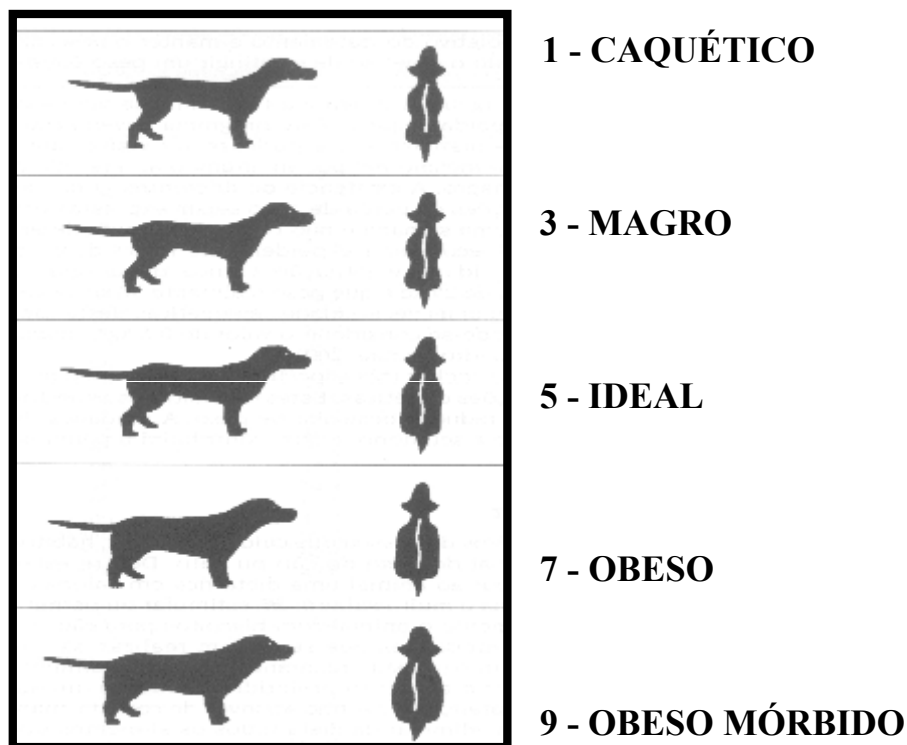 1 - CAQUÉTICO
3 - MAGRO
5 - IDEAL
7 - OBESO
9 - OBESO MÓRBIDO